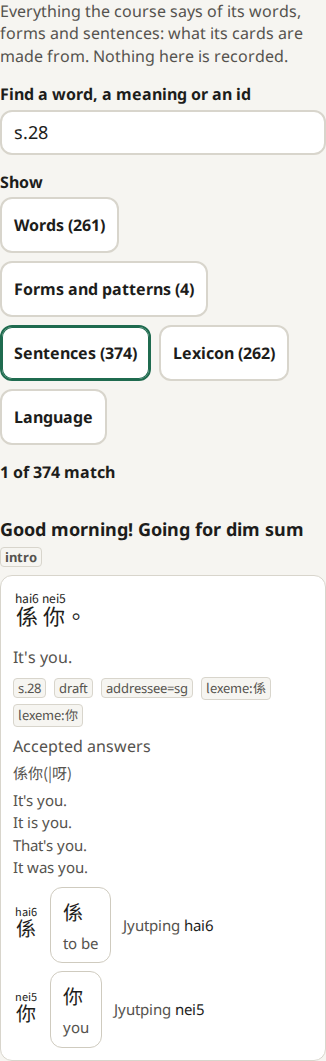 Everything the course says of its words,
forms and sentences: what its cards are
made from. Nothing here is recorded.
Find a word, a meaning or an id
s.28
Show
Words (261)
Forms and patterns (4)
Sentences (374) Lexicon (262)
Language
1 of 374 match
Good morning! Going for dim sum
intro
hai6 nei5
係 你。
It's you.
s.28 draft addressee=sg lexeme:係
lexeme:你
Accepted answers
係你(|呀)
It's you.
It is you.
That's you.
It was you.
hai6
係 係 Jyutping hai6
to be
nei5
你 你 Jyutping nei5
you